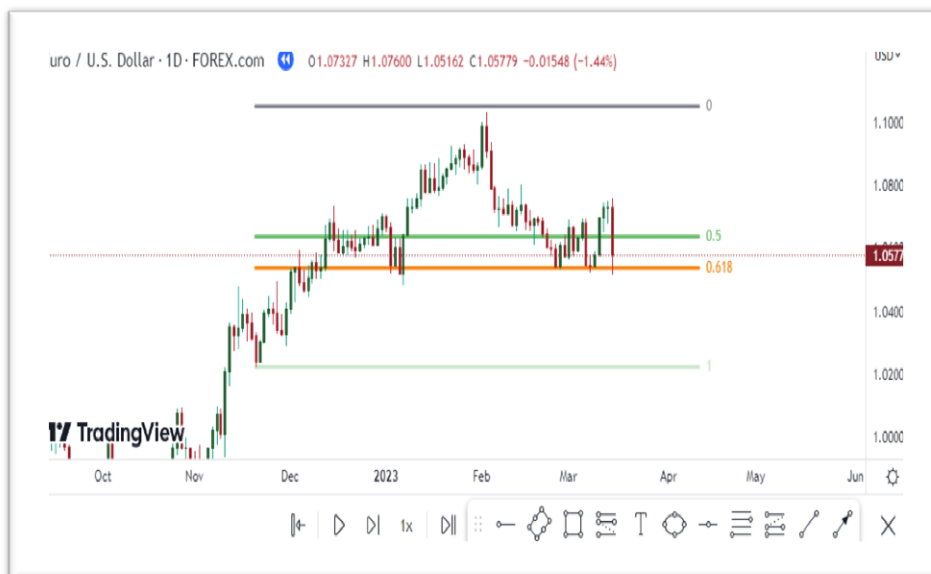 uro / U.S. Dollar · 1D · FOREX.com O1.07327 H1.07600 L1.05162 C1.05779 −0.01548 (−1.44%)
USD
0
1.1000
1.0800
0.5
1.0577
0.618
1.0400
1
1.0200
1.0000
TradingView
Oct Nov Dec 2023 Feb Mar Apr May Jun
1x T